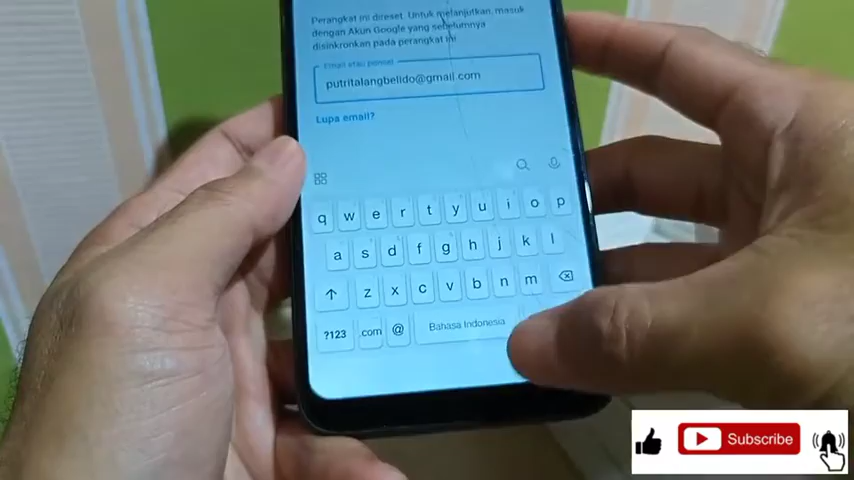 Perangkat ini direset. Untuk melanjutkan, masuk
dengan Akun Google yang sebelumnya
disinkronkan pada perangkat ini.
Email atau ponsel
putritalangbelido@gmail.com
Lupa email?
q w e r t y u i o p
a s d f g h j k l
z x c v b n m
?123 .com @ Bahasa Indonesia
Subscribe